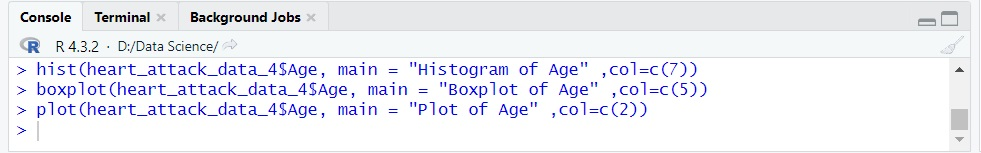 Console Terminal × Background Jobs ×
R R 4.3.2 · D:/Data Science/
> hist(heart_attack_data_4$Age, main = "Histogram of Age" ,col=c(7))
> boxplot(heart_attack_data_4$Age, main = "Boxplot of Age" ,col=c(5))
> plot(heart_attack_data_4$Age, main = "Plot of Age" ,col=c(2))
>